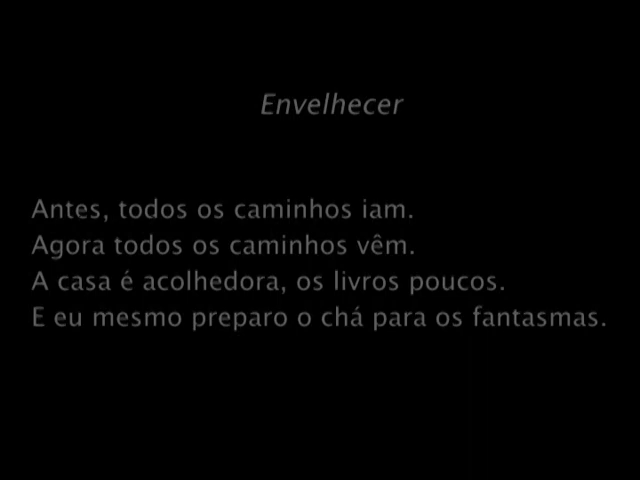 Envelhecer
Antes, todos os caminhos iam.
Agora todos os caminhos vêm.
A casa é acolhedora, os livros poucos.
E eu mesmo preparo o chá para os fantasmas.